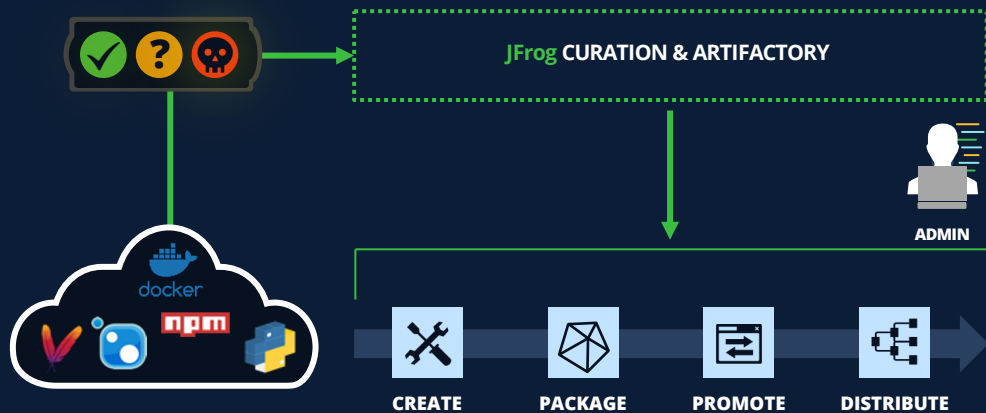 ?
JFrog CURATION & ARTIFACTORY
ADMIN
docker
npm
CREATE
PACKAGE
PROMOTE
DISTRIBUTE